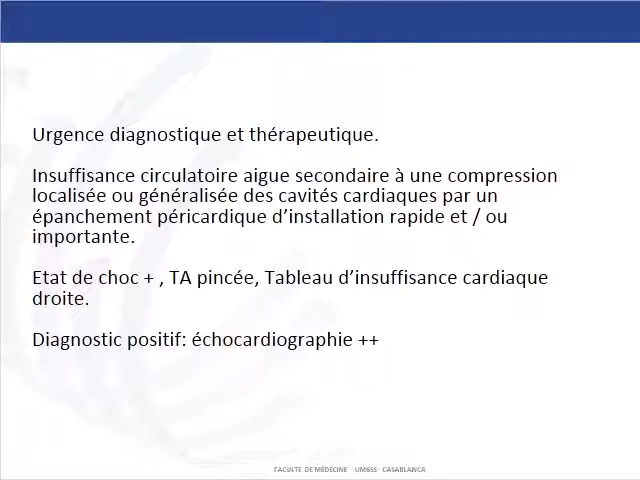 Urgence diagnostique et thérapeutique.
Insuffisance circulatoire aigue secondaire à une compression
localisée ou généralisée des cavités cardiaques par un
épanchement péricardique d’installation rapide et / ou
importante.
Etat de choc + , TA pincée, Tableau d’insuffisance cardiaque
droite.
Diagnostic positif: échocardiographie ++
FACULTE DE MÉDECINE - UM6SS- CASABLANCA